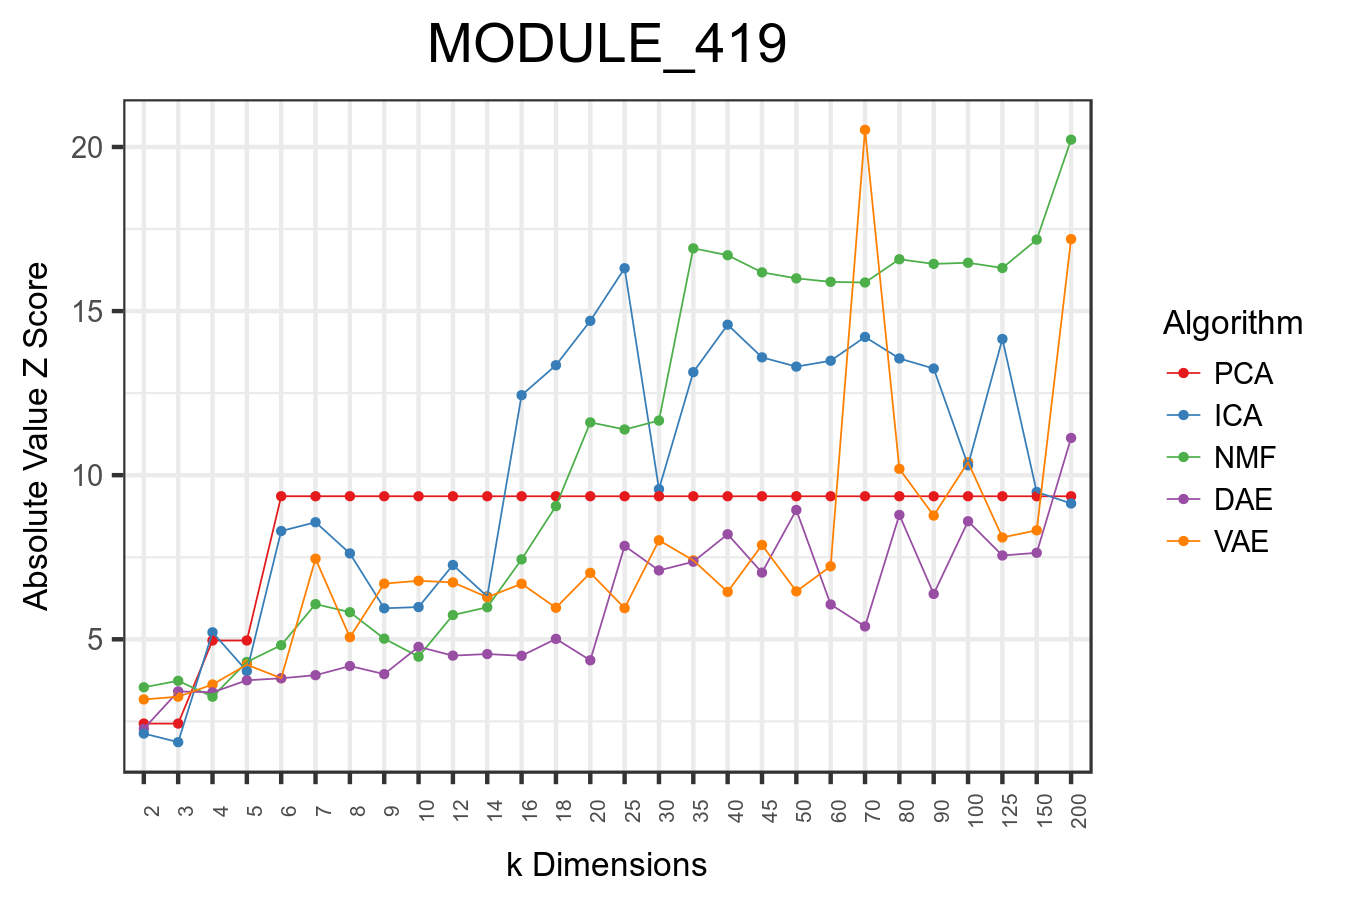 MODULE_419
Absolute Value Z Score
20
15
10
5
2 3 4 5 6 7 8 9 10 12 14 16 18 20 25 30 35 40 45 50 60 70 80 90 100 125 150 200
k Dimensions
Algorithm
PCA
ICA
NMF
DAE
VAE